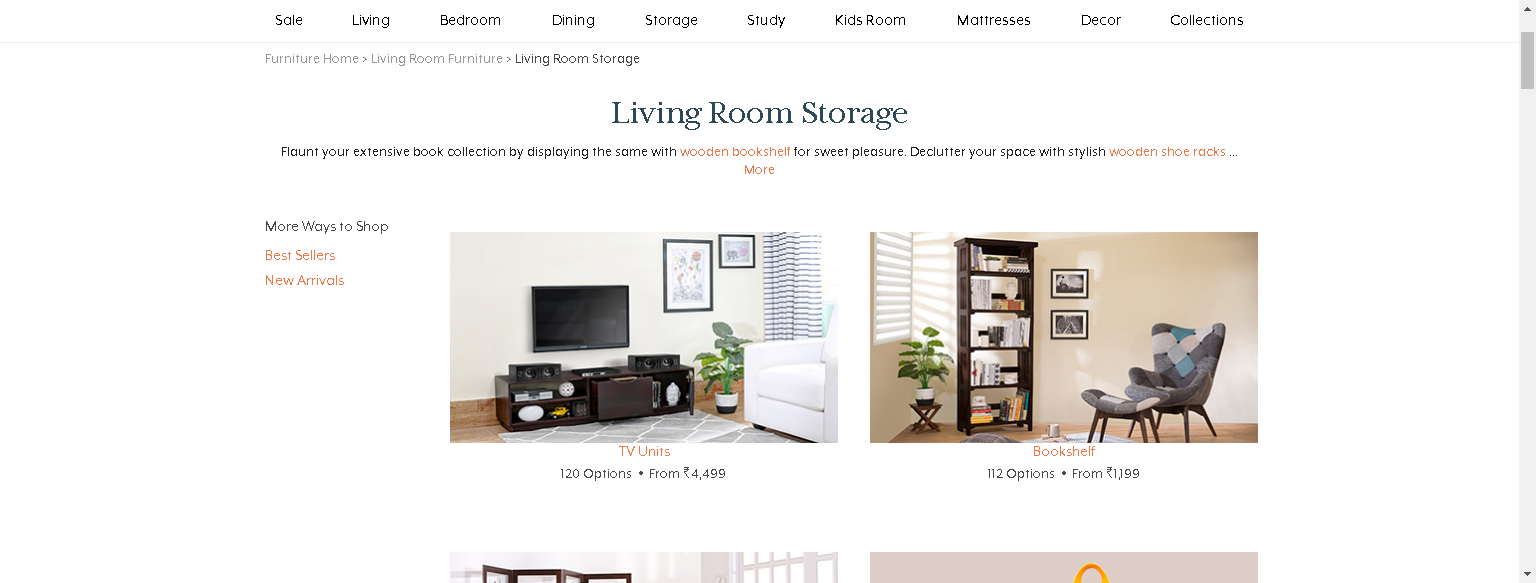 Sale Living Bedroom Dining Storage Study Kids Room Mattresses Decor Collections
Furniture Home > Living Room Furniture > Living Room Storage
Living Room Storage
Flaunt your extensive book collection by displaying the same with wooden bookshelf for sweet pleasure. Declutter your space with stylish wooden shoe racks ...
More
More Ways to Shop
Best Sellers
New Arrivals
TV Units
120 Options • From ₹4,499
Bookshelf
112 Options • From ₹1,199